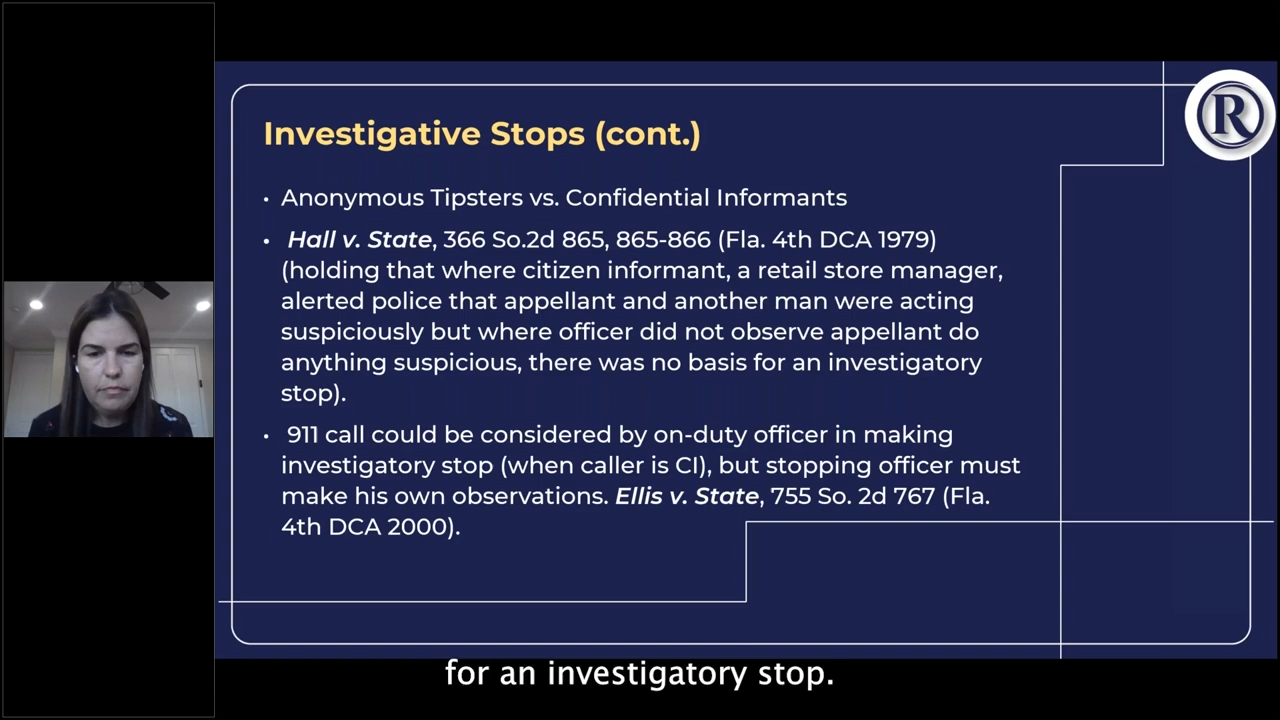 R
Investigative Stops (cont.)
• Anonymous Tipsters vs. Confidential Informants
• Hall v. State, 366 So.2d 865, 865-866 (Fla. 4th DCA 1979)
(holding that where citizen informant, a retail store manager,
alerted police that appellant and another man were acting
suspiciously but where officer did not observe appellant do
anything suspicious, there was no basis for an investigatory
stop).
• 911 call could be considered by on-duty officer in making
investigatory stop (when caller is CI), but stopping officer must
make his own observations. Ellis v. State, 755 So. 2d 767 (Fla.
4th DCA 2000).
for an investigatory stop.